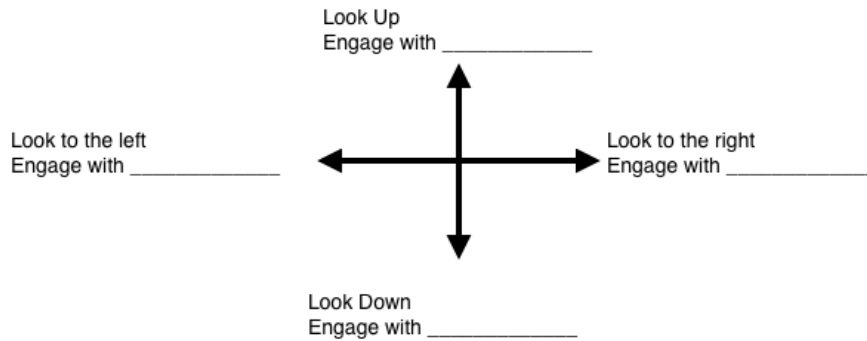 Look Up
Engage with _____________
Look to the left
Engage with _____________
Look to the right
Engage with _____________
Look Down
Engage with _____________